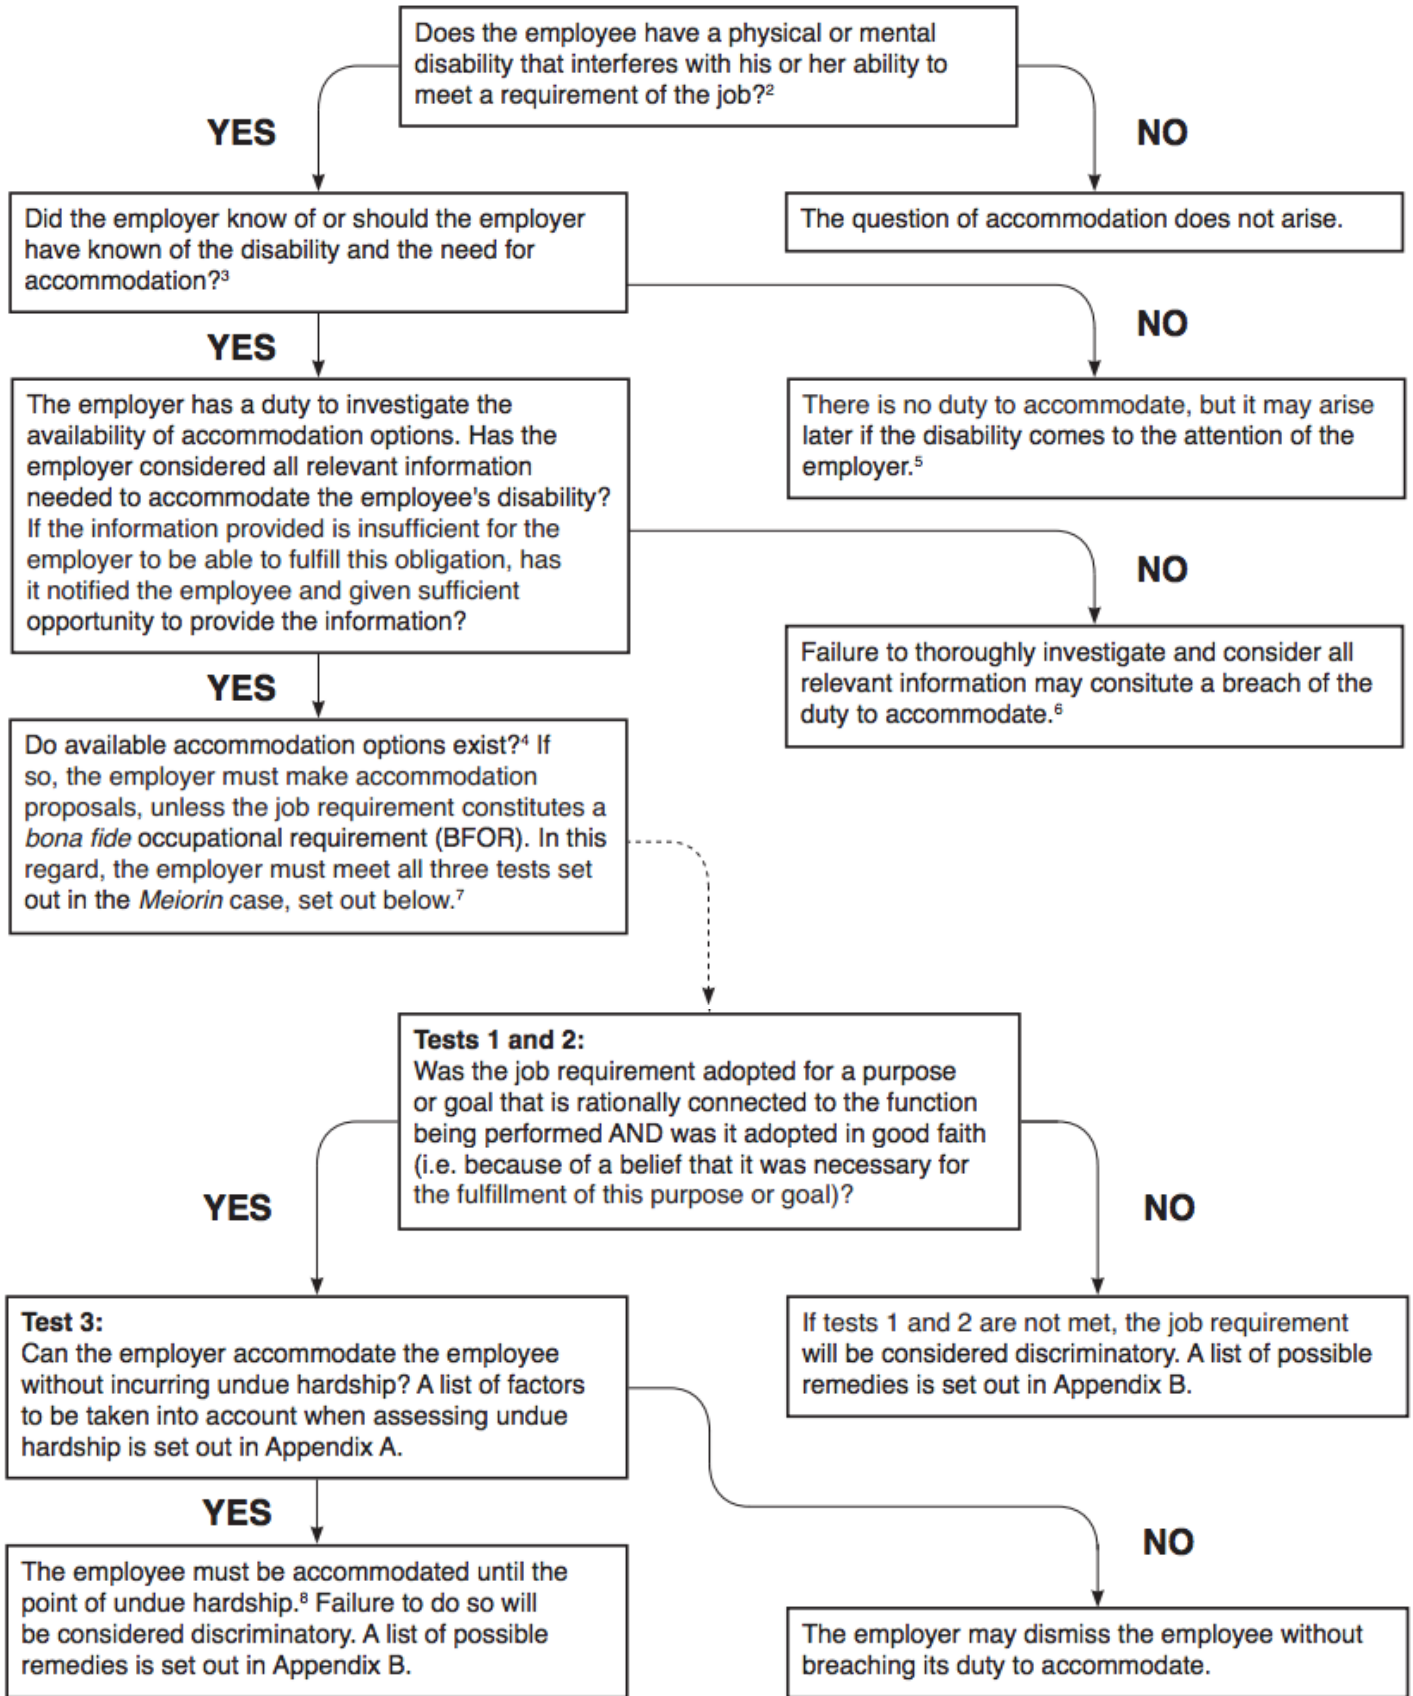 Does the employee have a physical or mental
disability that interferes with his or her ability to
meet a requirement of the job?²
YES
NO
Did the employer know of or should the employer
have known of the disability and the need for
accommodation?³
The question of accommodation does not arise.
YES
NO
The employer has a duty to investigate the
availability of accommodation options. Has the
employer considered all relevant information
needed to accommodate the employee's disability?
If the information provided is insufficient for the
employer to be able to fulfill this obligation, has
it notified the employee and given sufficient
opportunity to provide the information?
There is no duty to accommodate, but it may arise
later if the disability comes to the attention of the
employer.⁵
NO
Failure to thoroughly investigate and consider all
relevant information may consitute a breach of the
duty to accommodate.⁶
YES
Do available accommodation options exist?⁴ If
so, the employer must make accommodation
proposals, unless the job requirement constitutes a
bona fide occupational requirement (BFOR). In this
regard, the employer must meet all three tests set
out in the Meiorin case, set out below.⁷
Tests 1 and 2:
Was the job requirement adopted for a purpose
or goal that is rationally connected to the function
being performed AND was it adopted in good faith
(i.e. because of a belief that it was necessary for
the fulfillment of this purpose or goal)?
YES
NO
Test 3:
Can the employer accommodate the employee
without incurring undue hardship? A list of factors
to be taken into account when assessing undue
hardship is set out in Appendix A.
If tests 1 and 2 are not met, the job requirement
will be considered discriminatory. A list of possible
remedies is set out in Appendix B.
YES
NO
The employee must be accommodated until the
point of undue hardship.⁸ Failure to do so will
be considered discriminatory. A list of possible
remedies is set out in Appendix B.
The employer may dismiss the employee without
breaching its duty to accommodate.